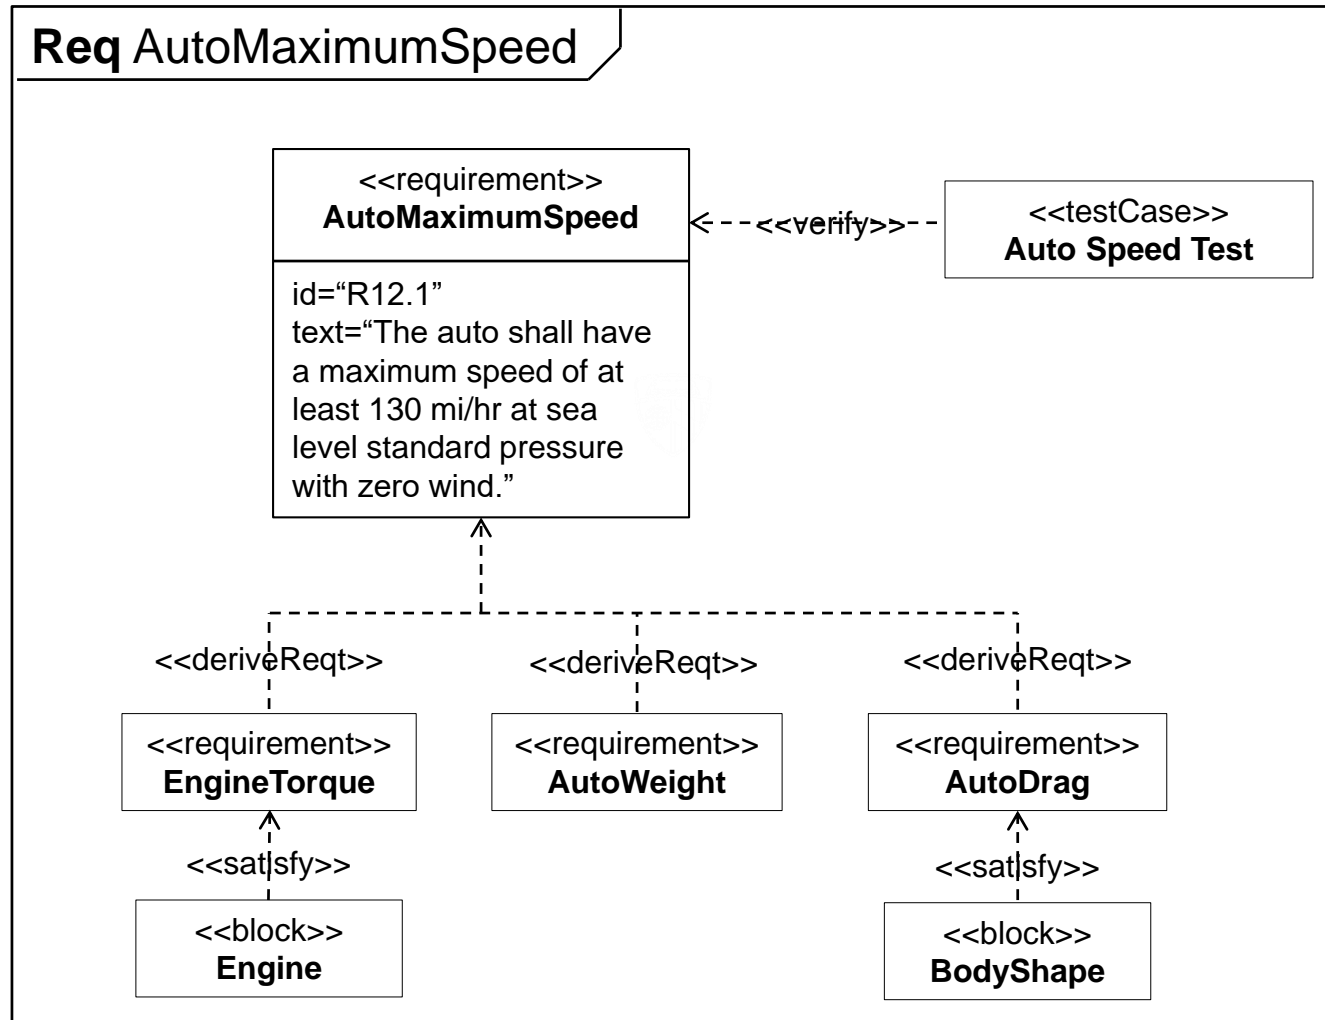 Req AutoMaximumSpeed
<<requirement>>
AutoMaximumSpeed
id=“R12.1”
text=“The auto shall have
a maximum speed of at
least 130 mi/hr at sea
level standard pressure
with zero wind.”
<<verify>>
<<testCase>>
Auto Speed Test
<<deriveReqt>>
<<deriveReqt>>
<<deriveReqt>>
<<requirement>>
EngineTorque
<<requirement>>
AutoWeight
<<requirement>>
AutoDrag
<<satisfy>>
<<satisfy>>
<<block>>
Engine
<<block>>
BodyShape